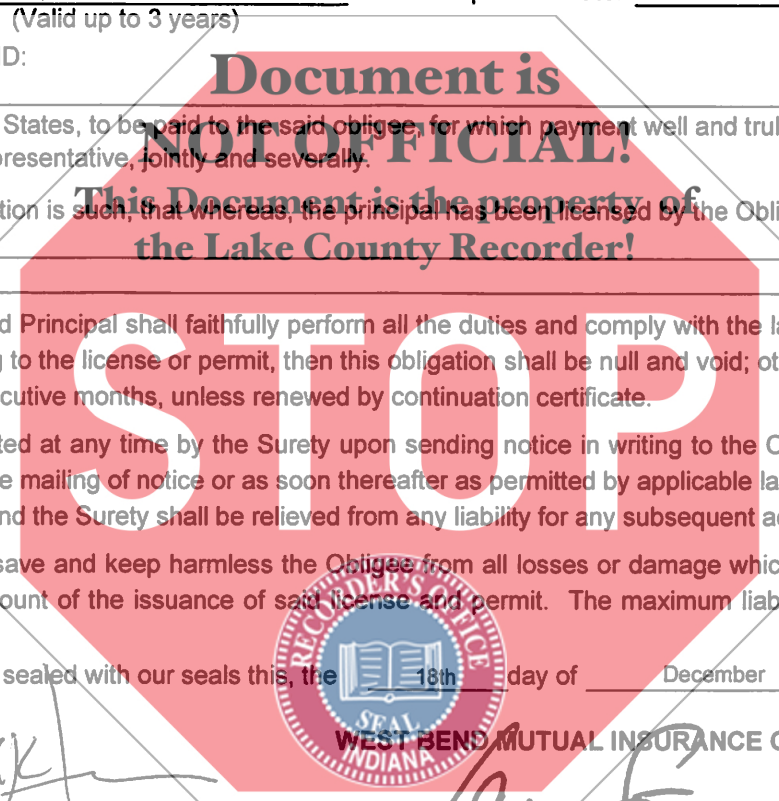 (Valid up to 3 years)
D:
Document is
States, to be paid to the said obligee, for which payment well and trul
NOT OFFICIAL!
presentative, jointly and severally.
This Document is the property of
tion is such, that whereas, the principal has been licensed by the Obli
the Lake County Recorder!
d Principal shall faithfully perform all the duties and comply with the la
g to the license or permit, then this obligation shall be null and void; ot
cutive months, unless renewed by continuation certificate.
STOP
ted at any time by the Surety upon sending notice in writing to the O
e mailing of notice or as soon thereafter as permitted by applicable la
nd the Surety shall be relieved from any liability for any subsequent a
save and keep harmless the Obligee from all losses or damage whic
ount of the issuance of said license and permit. The maximum liab
RECORDER'S OFFICE
sealed with our seals this, the 18th day of December
SEAL
INDIANA
WEST BEND MUTUAL INSURANCE C